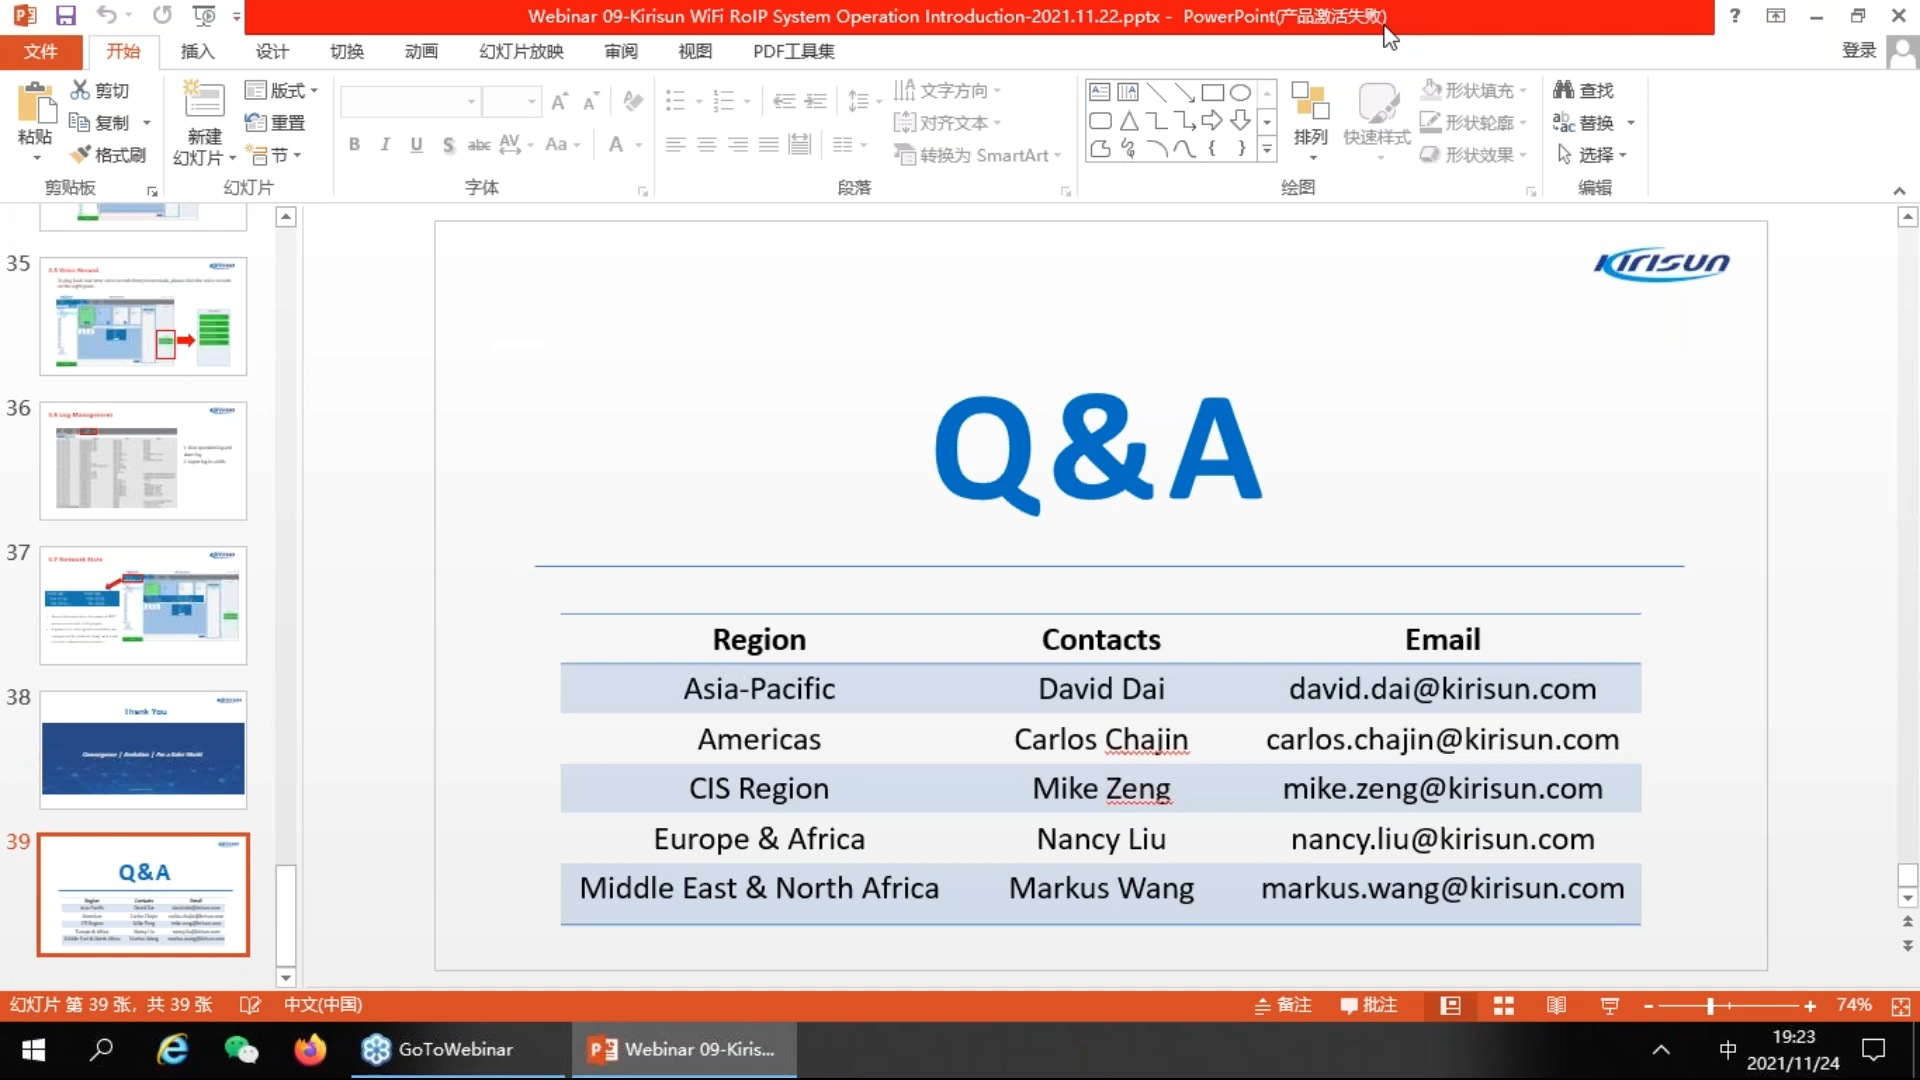 Webinar 09-Kirisun WiFi RoIP System Operation Introduction-2021.11.22.pptx - PowerPoint(产品激活失败)
文件 开始 插入 设计 切换 动画 幻灯片放映 审阅 视图 PDF工具集 登录
粘贴
剪切
复制
格式刷
剪贴板
新建
幻灯片
版式
重置
节
幻灯片
字体
文字方向
对齐文本
转换为 SmartArt
段落
排列
快速样式
形状填充
形状轮廓
形状效果
绘图
查找
替换
选择
编辑
35
36
5.6 Log Management
37
38
Thank You
39
Q&A
Kirisun
Q&A
Region Contacts Email
Asia-Pacific David Dai david.dai@kirisun.com
Americas Carlos Chajin carlos.chajin@kirisun.com
CIS Region Mike Zeng mike.zeng@kirisun.com
Europe & Africa Nancy Liu nancy.liu@kirisun.com
Middle East & North Africa Markus Wang markus.wang@kirisun.com
幻灯片 第 39 张，共 39 张 中文(中国) 备注 批注 74%
GoToWebinar Webinar 09-Kiris... 中 19:23
2021/11/24